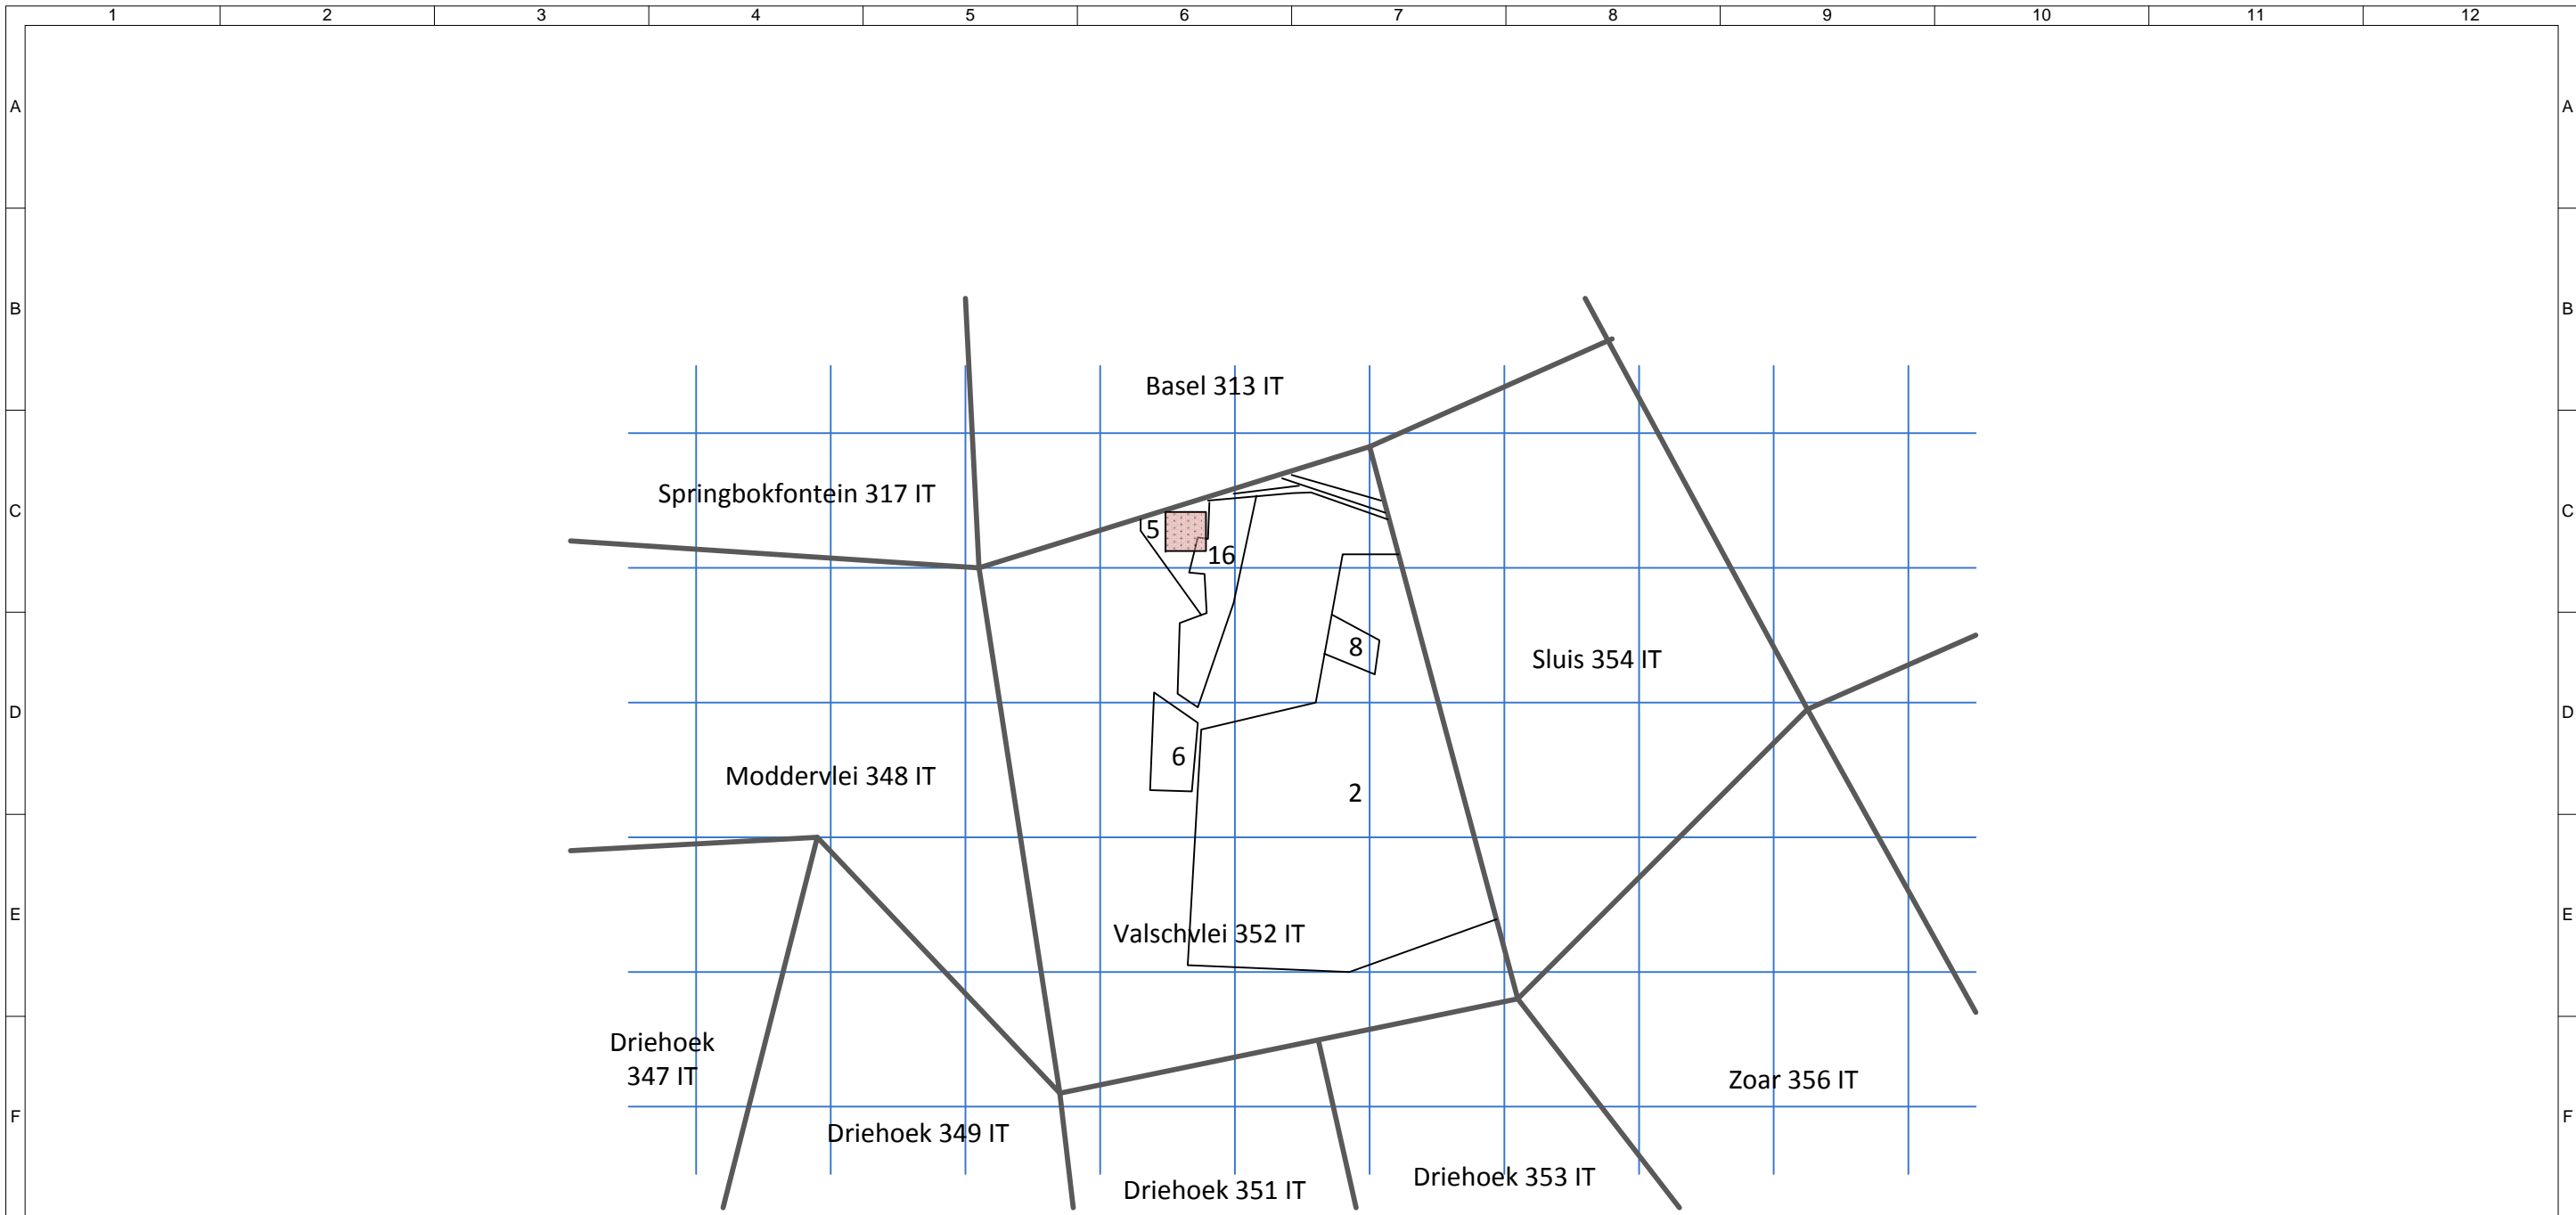 1 2 3 4 5 6 7 8 9 10 11 12
A A
B B
Basel 313 IT
Springbokfontein 317 IT
C C
5
16
8
Sluis 354 IT
D D
6
Moddervlei 348 IT
2
E E
Valschvlei 352 IT
Driehoek
347 IT
Zoar 356 IT
F F
Driehoek 349 IT
Driehoek 353 IT
Driehoek 351 IT